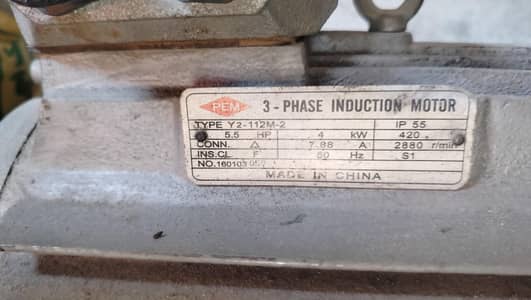 PEM 3-PHASE INDUCTION MOTOR
TYPE Y2-112M-2 IP 55
5.5 HP 4 kW 420
CONN. △ 7.88 A 2880 r/min
INS.CL F Hz S1
NO.
MADE IN CHINA